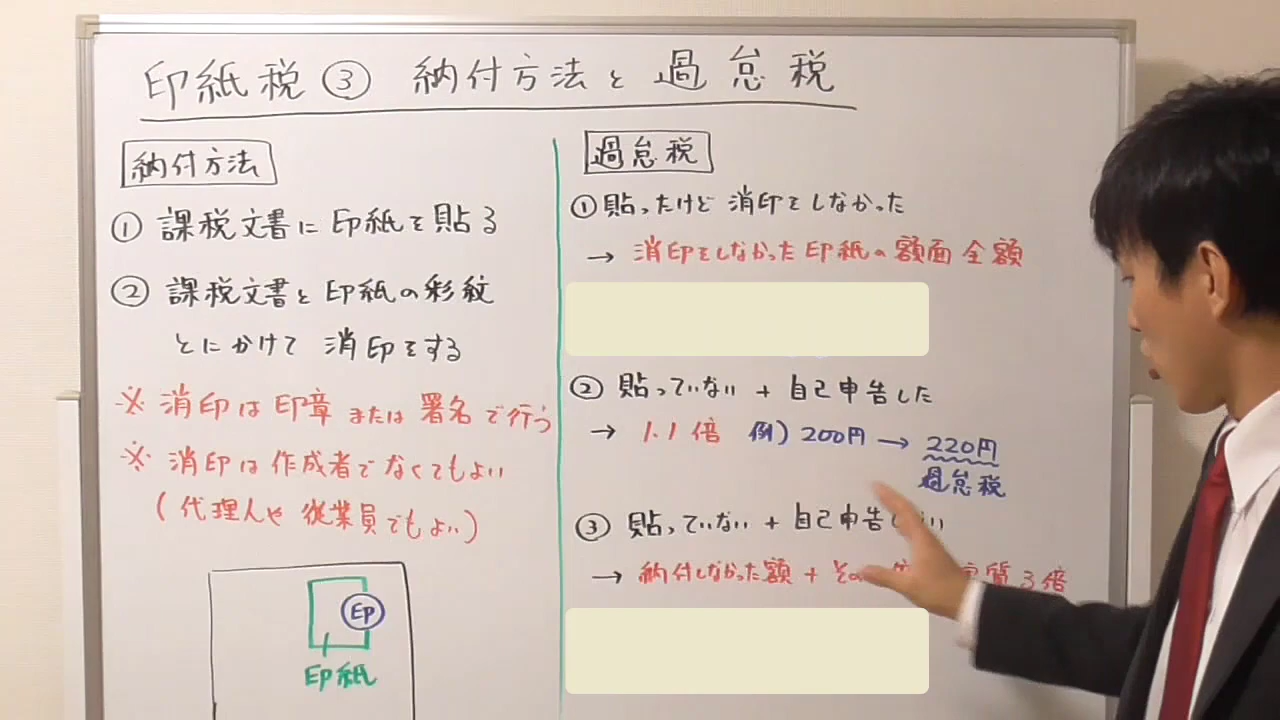 印紙税③ 納付方法と過怠税
納付方法
① 課税文書に印紙を貼る
② 課税文書と印紙の彩紋
とにかけて 消印をする
※ 消印は印章または署名で行う
※ 消印は作成者でなくてもよい
(代理人や従業員でもよい)
印
印紙
過怠税
① 貼ったけど 消印をしなかった
→ 消印をしなかった印紙の額面全額
② 貼っていない + 自己申告した
→ 1.1倍 例)200円→220円
過怠税
③ 貼っていない + 自己申告
→ 納付しなかった額 + その 3倍